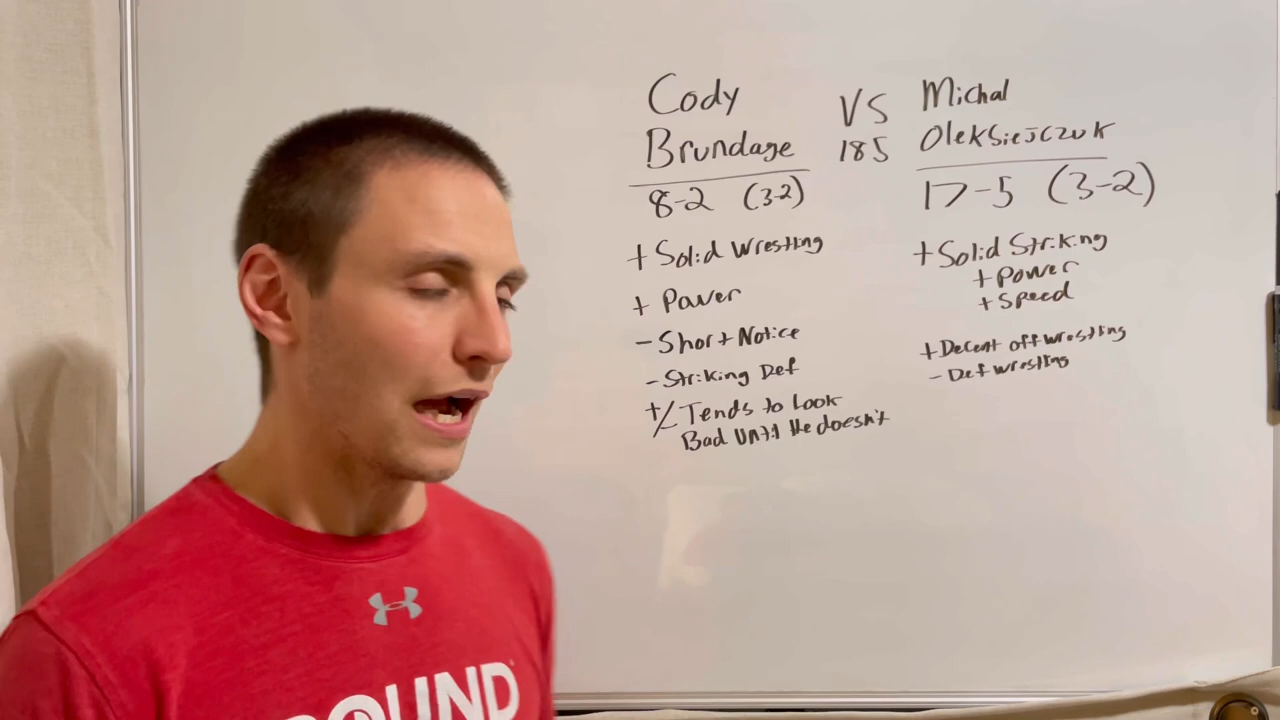 Cody
Brundage
8-2 (3-2)
+ Solid Wrestling
+ Power
- Short Notice
- Striking Def
+/- Tends to Look
Bad Until He doesn't
VS
185
Michal
Oleksiejczuk
17-5 (3-2)
+ Solid Striking
+ Power
+ Speed
+ Decent off wrestling
- Def wrestling
OUND